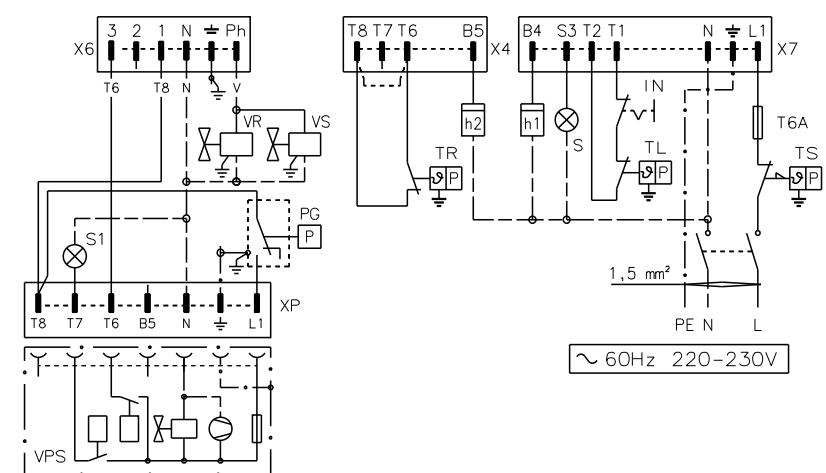 3 2 1 N Ph
X6
T6 T8 N V
VR VS
PG
P
S1
XP
T8 T7 T6 B5 N L1
VPS
T8 T7 T6 B5
X4
B4 S3 T2 T1 N L1
X7
h2 h1
S
IN
T6A
TR
ϑ P
TL
ϑ P
TS
ϑ P
1,5 mm²
PE N L
~ 60Hz 220-230V